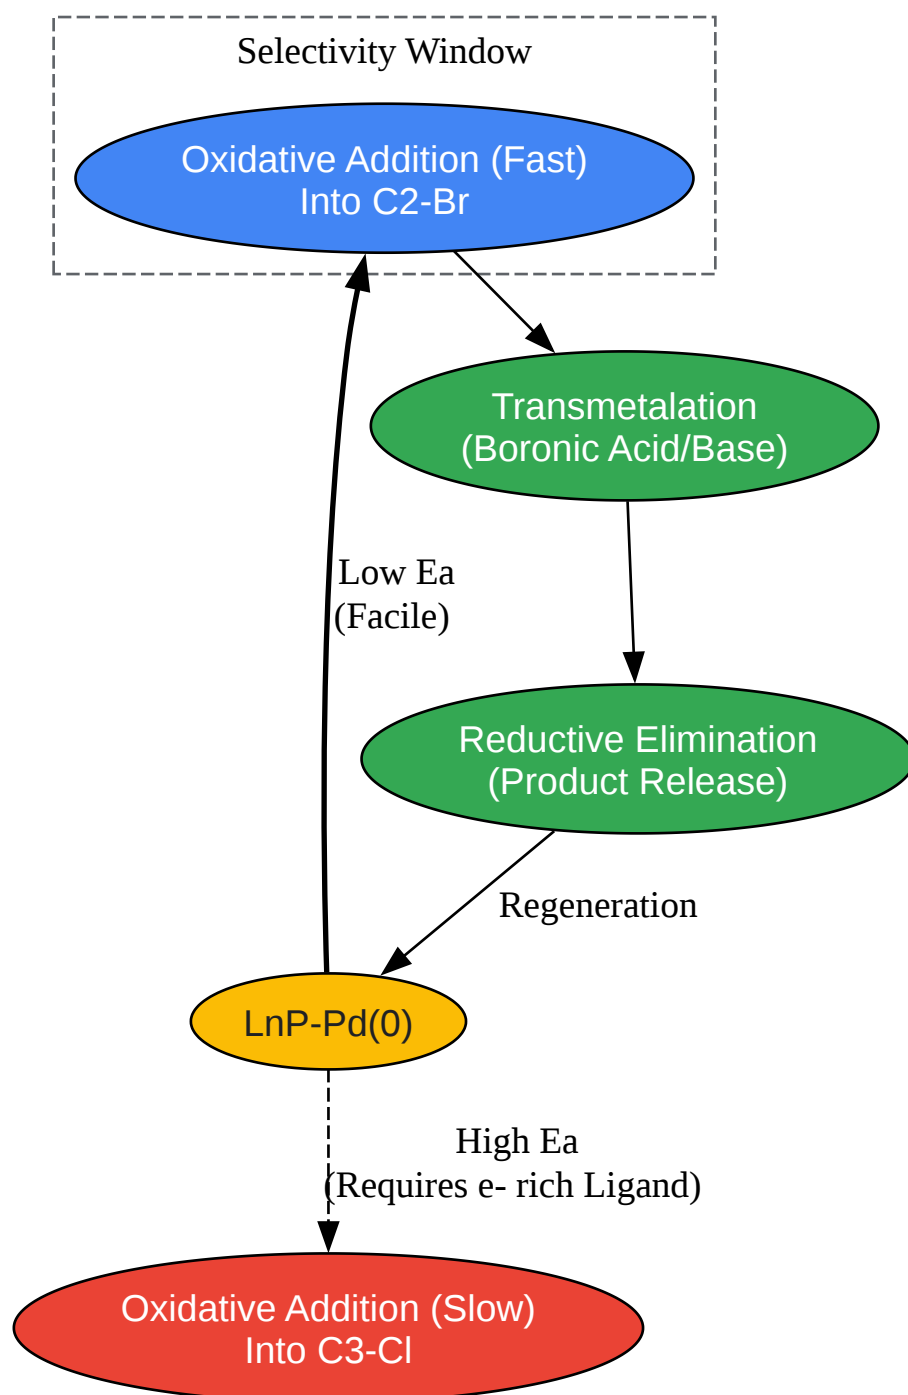 Selectivity Window
Oxidative Addition (Fast)
Into C2-Br
Transmetalation
(Boronic Acid/Base)
Low Ea
(Facile)
Reductive Elimination
(Product Release)
Regeneration
LnP-Pd(0)
High Ea
(Requires e- rich Ligand)
Oxidative Addition (Slow)
Into C3-Cl